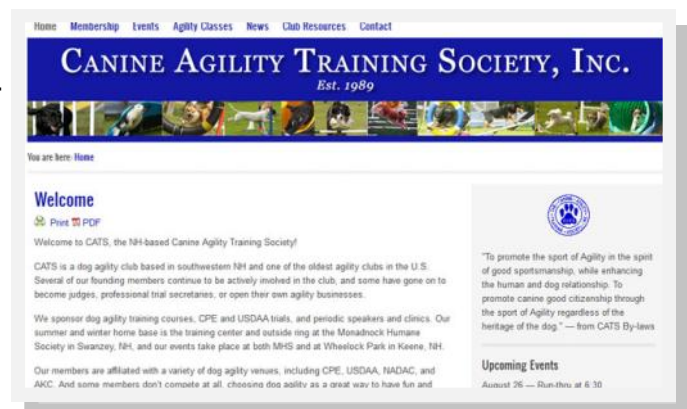 Home Membership Events Agility Classes News Club Resources Contact
CANINE AGILITY TRAINING SOCIETY, INC.
Est. 1989
You are here: Home
Welcome
Print PDF
Welcome to CATS, the NH-based Canine Agility Training Society!
CATS is a dog agility club based in southwestern NH and one of the oldest agility clubs in the U.S.
Several of our founding members continue to be actively involved in the club, and some have gone on to
become judges, professional trial secretaries, or open their own agility businesses.
We sponsor dog agility training courses, CPE and USDAA trials, and periodic speakers and clinics. Our
summer and winter home base is the training center and outside ring at the Monadnock Humane
Society in Swanzey, NH, and our events take place at both MHS and at Wheelock Park in Keene, NH.
Our members are affiliated with a variety of dog agility venues, including CPE, USDAA, NADAC, and
AKC. And some members don't compete at all, choosing dog agility as a great way to have fun and
"To promote the sport of Agility in the spirit
of good sportsmanship, while enhancing
the human and dog relationship. To
promote canine good citizenship through
the sport of Agility regardless of the
heritage of the dog." — from CATS By-laws
Upcoming Events
August 26 — Run-thru at 6:30